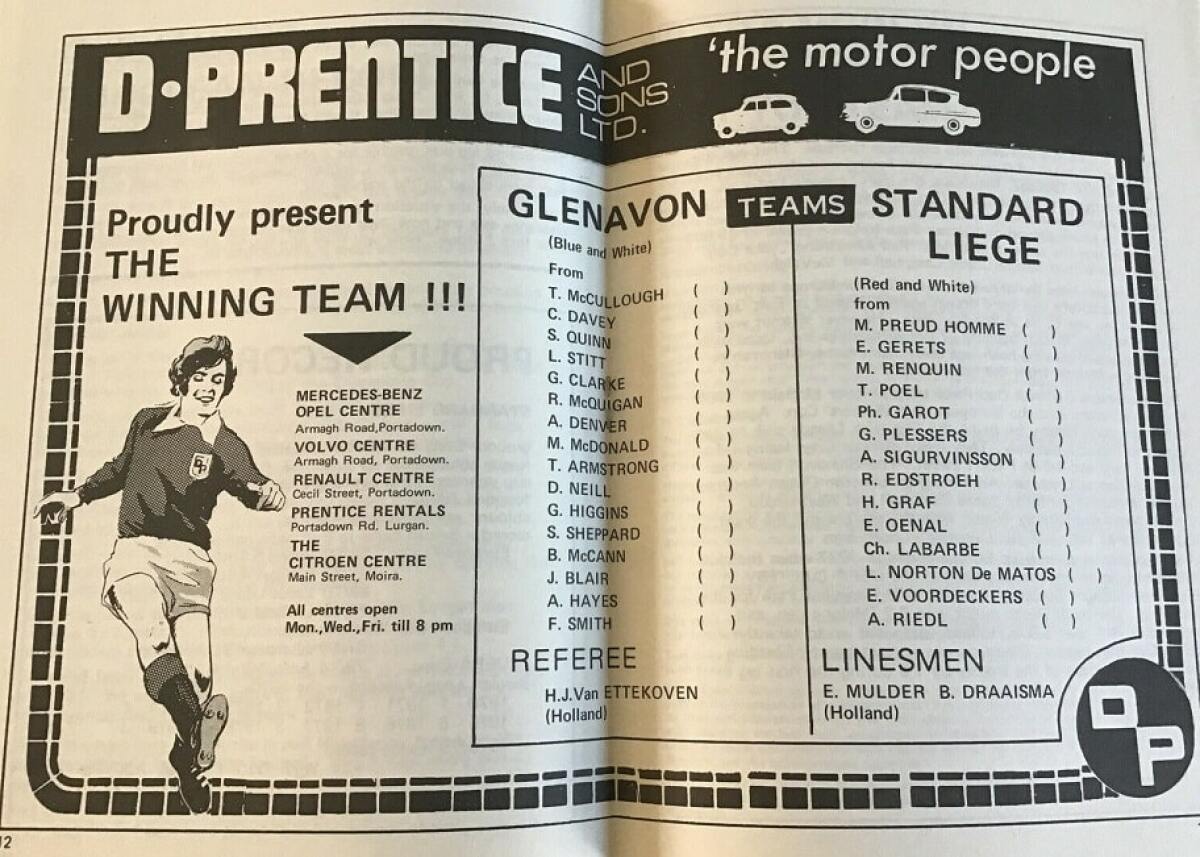 D·PRENTICE AND SONS LTD.
'the motor people
Proudly present
THE
WINNING TEAM !!!
MERCEDES-BENZ
OPEL CENTRE
Armagh Road,Portadown.
VOLVO CENTRE
Armagh Road, Portadown.
RENAULT CENTRE
Cecil Street, Portadown.
PRENTICE RENTALS
Portadown Rd. Lurgan.
THE
CITROEN CENTRE
Main Street, Moira.
All centres open
Mon.,Wed.,Fri. till 8 pm
GLENAVON
TEAMS
(Blue and White)
From
T. McCULLOUGH ( )
C. DAVEY ( )
S. QUINN ( )
L. STITT ( )
G. CLARKE ( )
R. McQUIGAN ( )
A. DENVER ( )
M. McDONALD ( )
T. ARMSTRONG ( )
D. NEILL ( )
G. HIGGINS ( )
S. SHEPPARD ( )
B. McCANN ( )
J. BLAIR ( )
A. HAYES ( )
F. SMITH ( )
REFEREE
H.J.Van ETTEKOVEN
(Holland)
STANDARD
LIEGE
(Red and White)
from
M. PREUD HOMME ( )
E. GERETS ( )
M. RENQUIN ( )
T. POEL ( )
Ph. GAROT ( )
G. PLESSERS ( )
A. SIGURVINSSON ( )
R. EDSTROEH ( )
H. GRAF ( )
E. OENAL ( )
Ch. LABARBE ( )
L. NORTON De MATOS ( )
E. VOORDECKERS ( )
A. RIEDL ( )
LINESMEN
E. MULDER B. DRAAISMA
(Holland)
DP
12